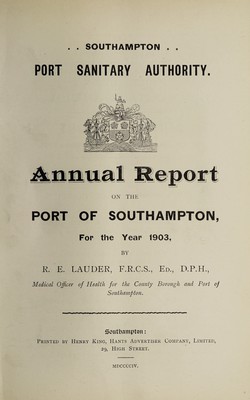 . . SOUTHAMPTON . .
PORT SANITARY AUTHORITY.
Annual Report
ON THE
PORT OF SOUTHAMPTON,
For the Year 1903,
BY
R. E. LAUDER, F.R.C.S., ED., D.P.H.,
Medical Officer of Health for the County Borough and Port of
Southampton.
Southampton:
PRINTED BY HENRY KING, HANTS ADVERTISER COMPANY, LIMITED,
29, HIGH STREET.
MDCCCCIV.